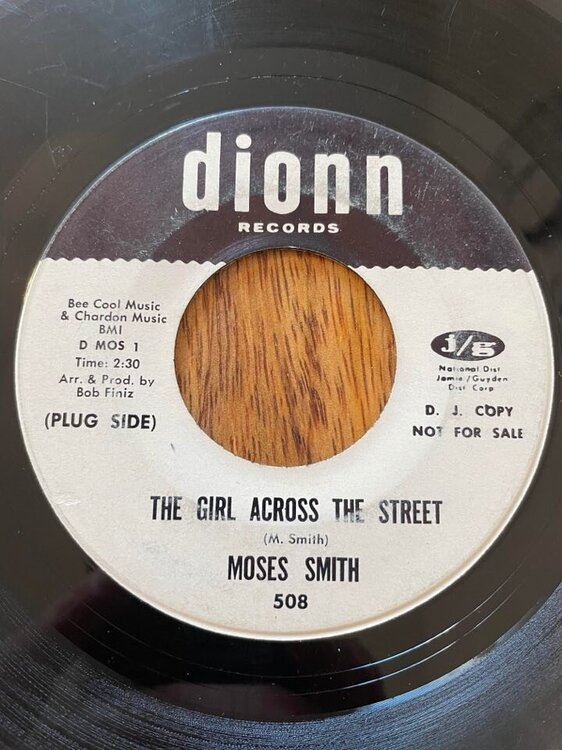 dionn
RECORDS
Bee Cool Music
& Chardon Music
BMI
D MOS 1
Time: 2:30
Arr. & Prod. by
Bob Finiz
(PLUG SIDE)
j/g
National Dist
Jamie/Guyden
Dist Corp
D. J. COPY
NOT FOR SALE
THE GIRL ACROSS THE STREET
(M. Smith)
MOSES SMITH
508